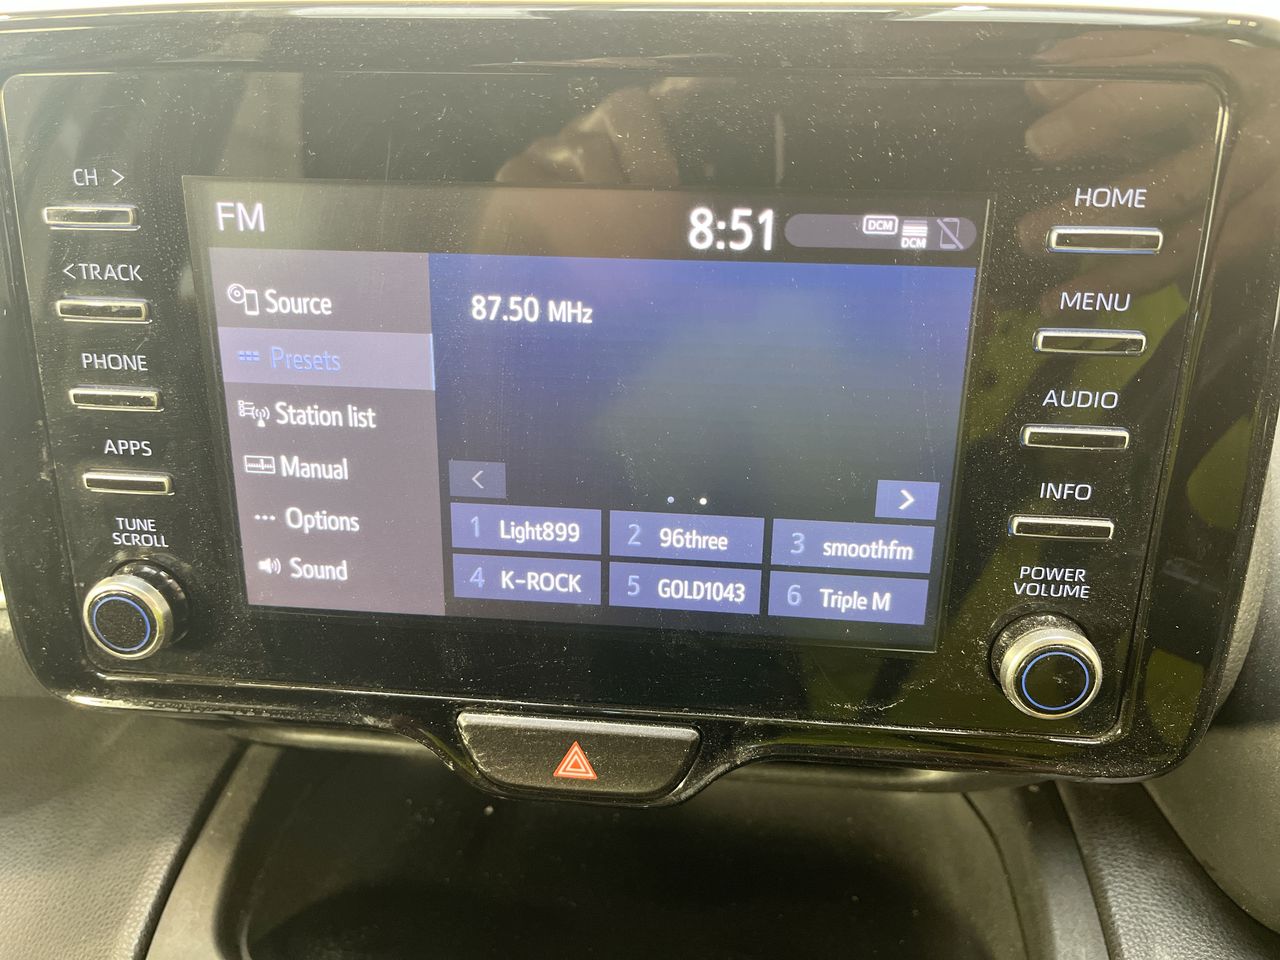 CH >
<TRACK
PHONE
APPS
TUNE
SCROLL
FM
8:51
DCM
DCM
Source
Presets
Station list
Manual
Options
Sound
87.50 MHz
<
>
1 Light899
2 96three
3 smoothfm
4 K-ROCK
5 GOLD1043
6 Triple M
HOME
MENU
AUDIO
INFO
POWER
VOLUME